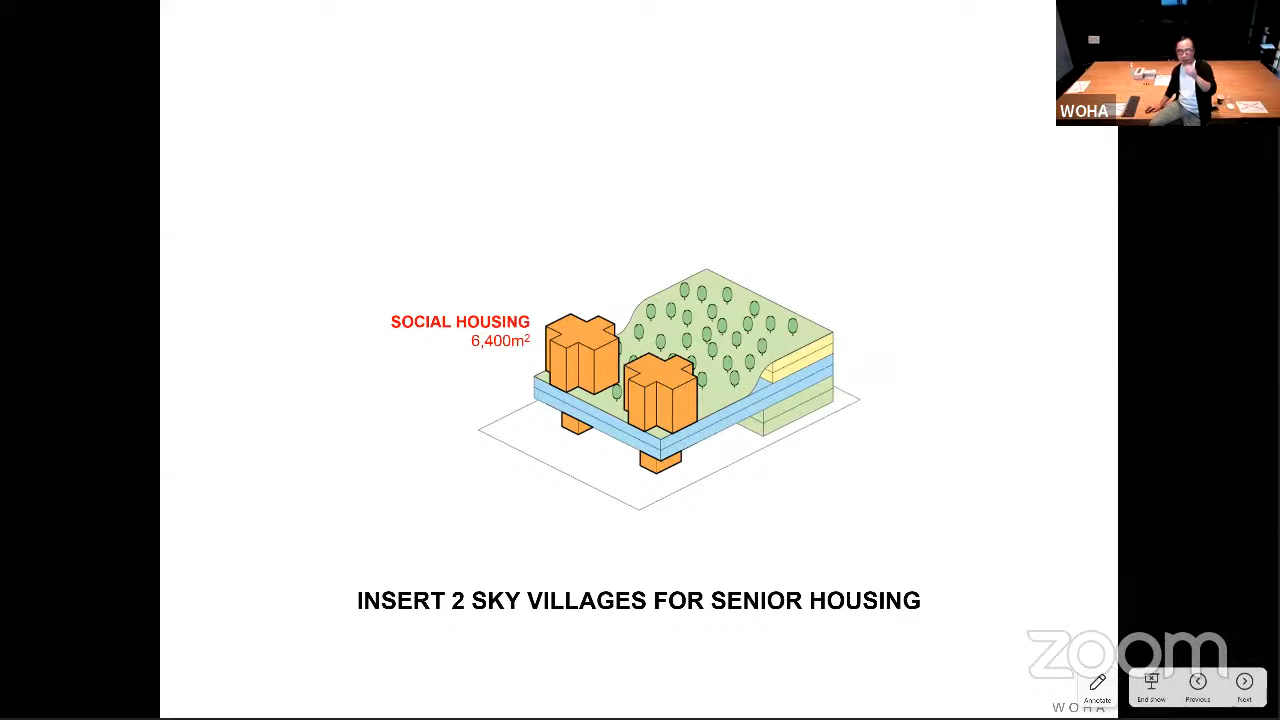 WOHA
SOCIAL HOUSING
6,400m²
INSERT 2 SKY VILLAGES FOR SENIOR HOUSING
zoom
Annotate
End show
Previous
Next
WOHA